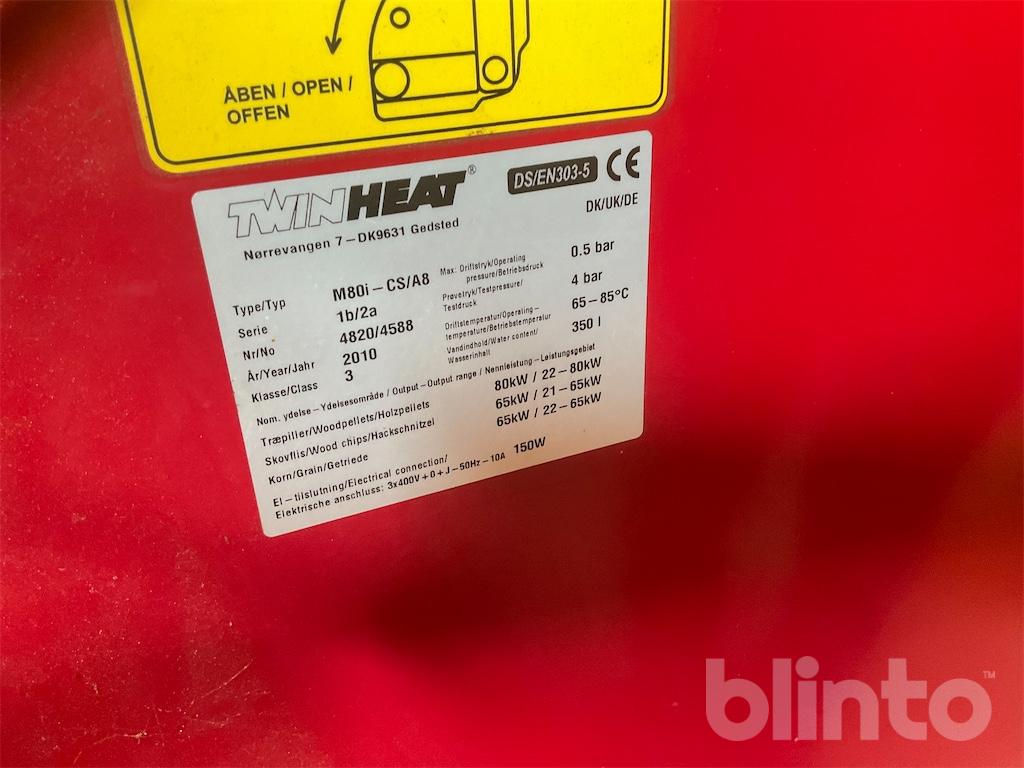 ÅBEN / OPEN /
OFFEN
TWINHEAT®
DS/EN303-5 CE
Nørrevangen 7 – DK9631 Gedsted
DK/UK/DE
Type/Typ M80i – CS/A8
Serie 1b/2a
Nr/No 4820/4588
År/Year/Jahr 2010
Klasse/Class 3
Max: Driftstryk/Operating
pressure/Betriebsdruck 0.5 bar
Prøvetryk/Testpressure/
Testdruck 4 bar
Driftstemperatur/Operating –
temperature/Betriebstemperatur 65 – 85°C
Vandindhold/Water content/
Wasserinhalt 350 l
Nom. ydelse – Ydelsesområde / Output – Output range / Nennleistung – Leistungsgebiet
Træpiller/Woodpellets/Holzpellets 80kW / 22 – 80kW
Skovflis/Wood chips/Hackschnitzel 65kW / 21 – 65kW
Korn/Grain/Getriede 65kW / 22 – 65kW
El – tilslutning/Electrical connection/
Elektrische anschluss: 3x400V + 0 + J – 50Hz – 10A 150W
blinto™